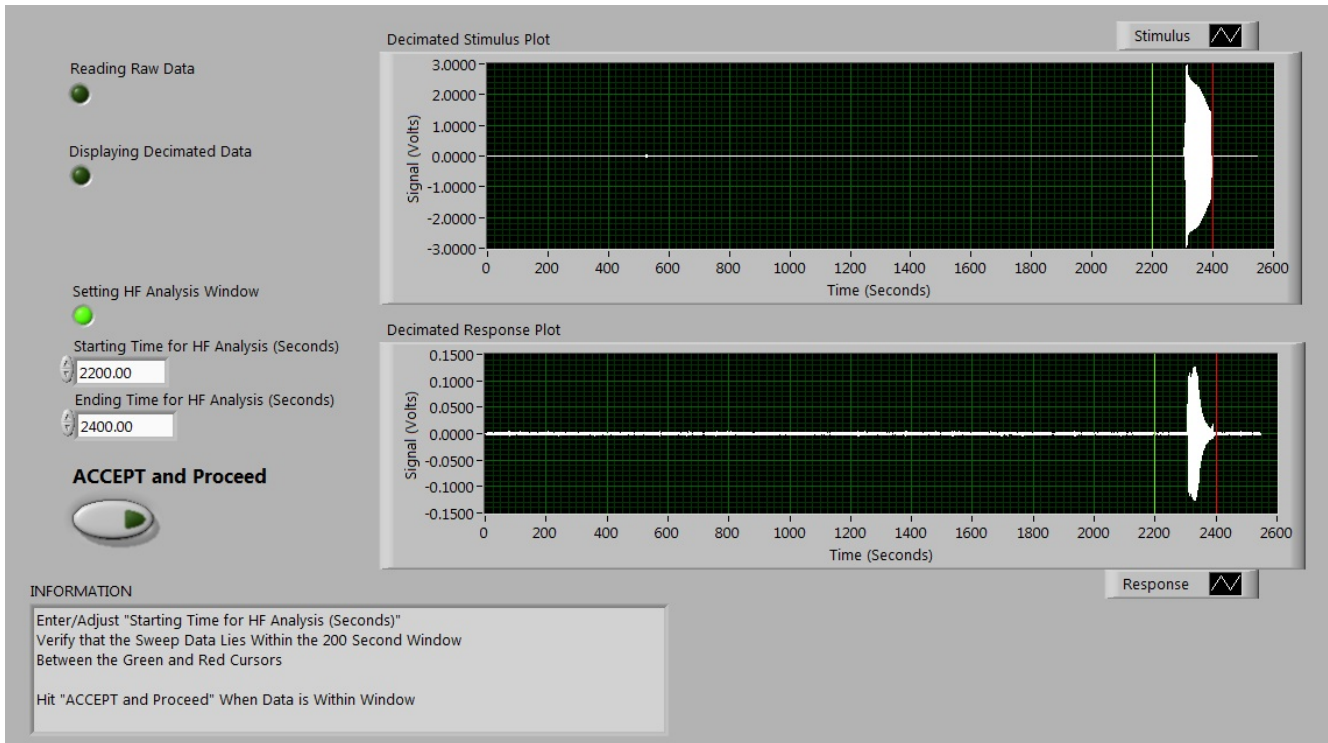 Decimated Stimulus Plot
Stimulus
Reading Raw Data
Displaying Decimated Data
3.0000
2.0000
1.0000
0.0000
-1.0000
-2.0000
-3.0000
Signal (Volts)
0 200 400 600 800 1000 1200 1400 1600 1800 2000 2200 2400 2600
Time (Seconds)
Setting HF Analysis Window
Starting Time for HF Analysis (Seconds)
2200.00
Ending Time for HF Analysis (Seconds)
2400.00
ACCEPT and Proceed
Decimated Response Plot
0.1500
0.1000
0.0500
0.0000
-0.0500
-0.1000
-0.1500
Signal (Volts)
0 200 400 600 800 1000 1200 1400 1600 1800 2000 2200 2400 2600
Time (Seconds)
Response
INFORMATION
Enter/Adjust "Starting Time for HF Analysis (Seconds)"
Verify that the Sweep Data Lies Within the 200 Second Window
Between the Green and Red Cursors
Hit "ACCEPT and Proceed" When Data is Within Window